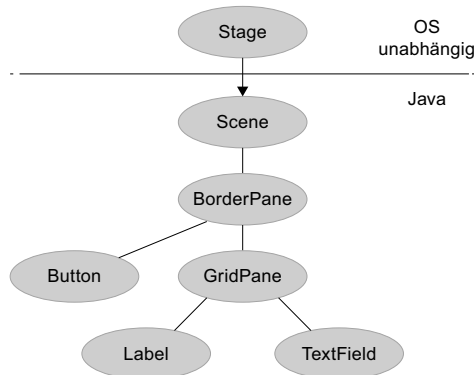 Stage
OS
unabhängig
Java
Scene
BorderPane
Button
GridPane
Label
TextField